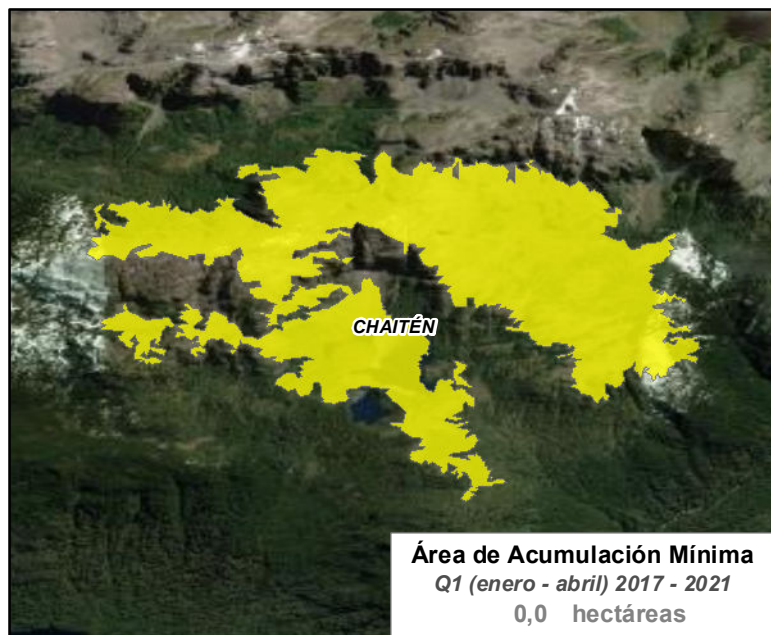 CHAITÉN
Área de Acumulación Mínima
Q1 (enero - abril) 2017 - 2021
0,0 hectáreas